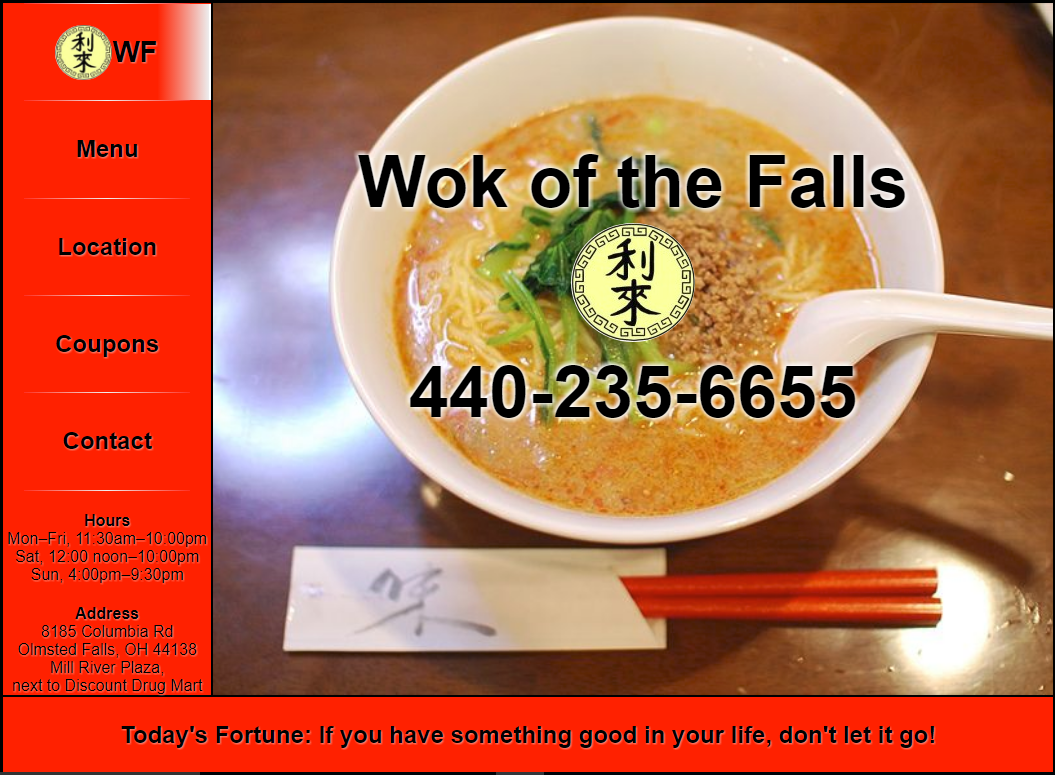 利來 WF
Menu
Location
Coupons
Contact
Hours
Mon–Fri, 11:30am–10:00pm
Sat, 12:00 noon–10:00pm
Sun, 4:00pm–9:30pm
Address
8185 Columbia Rd
Olmsted Falls, OH 44138
Mill River Plaza,
next to Discount Drug Mart
Wok of the Falls
利
來
440-235-6655
味
Today's Fortune: If you have something good in your life, don't let it go!